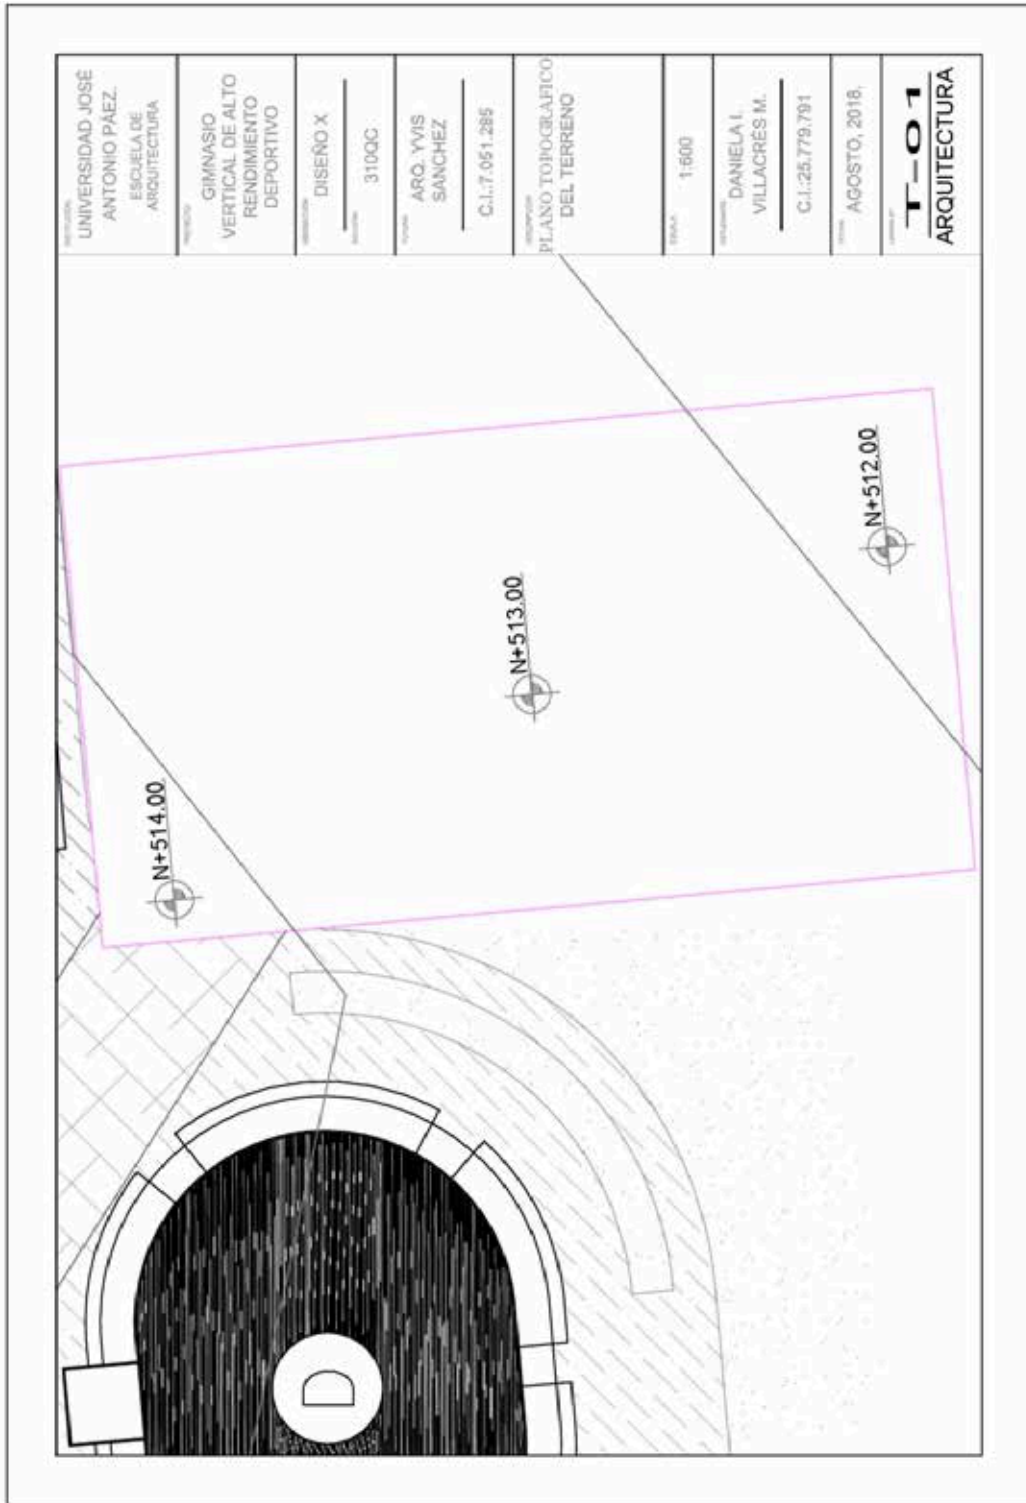 UNIVERSIDAD JOSÉ
ANTONIO PÁEZ.
ESCUELA DE
ARQUITECTURA
GIMNASIO
VERTICAL DE ALTO
RENDIMIENTO
DEPORTIVO
DISEÑO X
310QC
ARQ. YVIS
SANCHEZ
C.I.:7.051.285
PLANO TOPOGRAFICO
DEL TERRENO
1:600
DANIELA I.
VILLACRÉS M.
C.I.:25.779.791
AGOSTO, 2018.
T-01
ARQUITECTURA
N+514.00
N+513.00
N+512.00
D